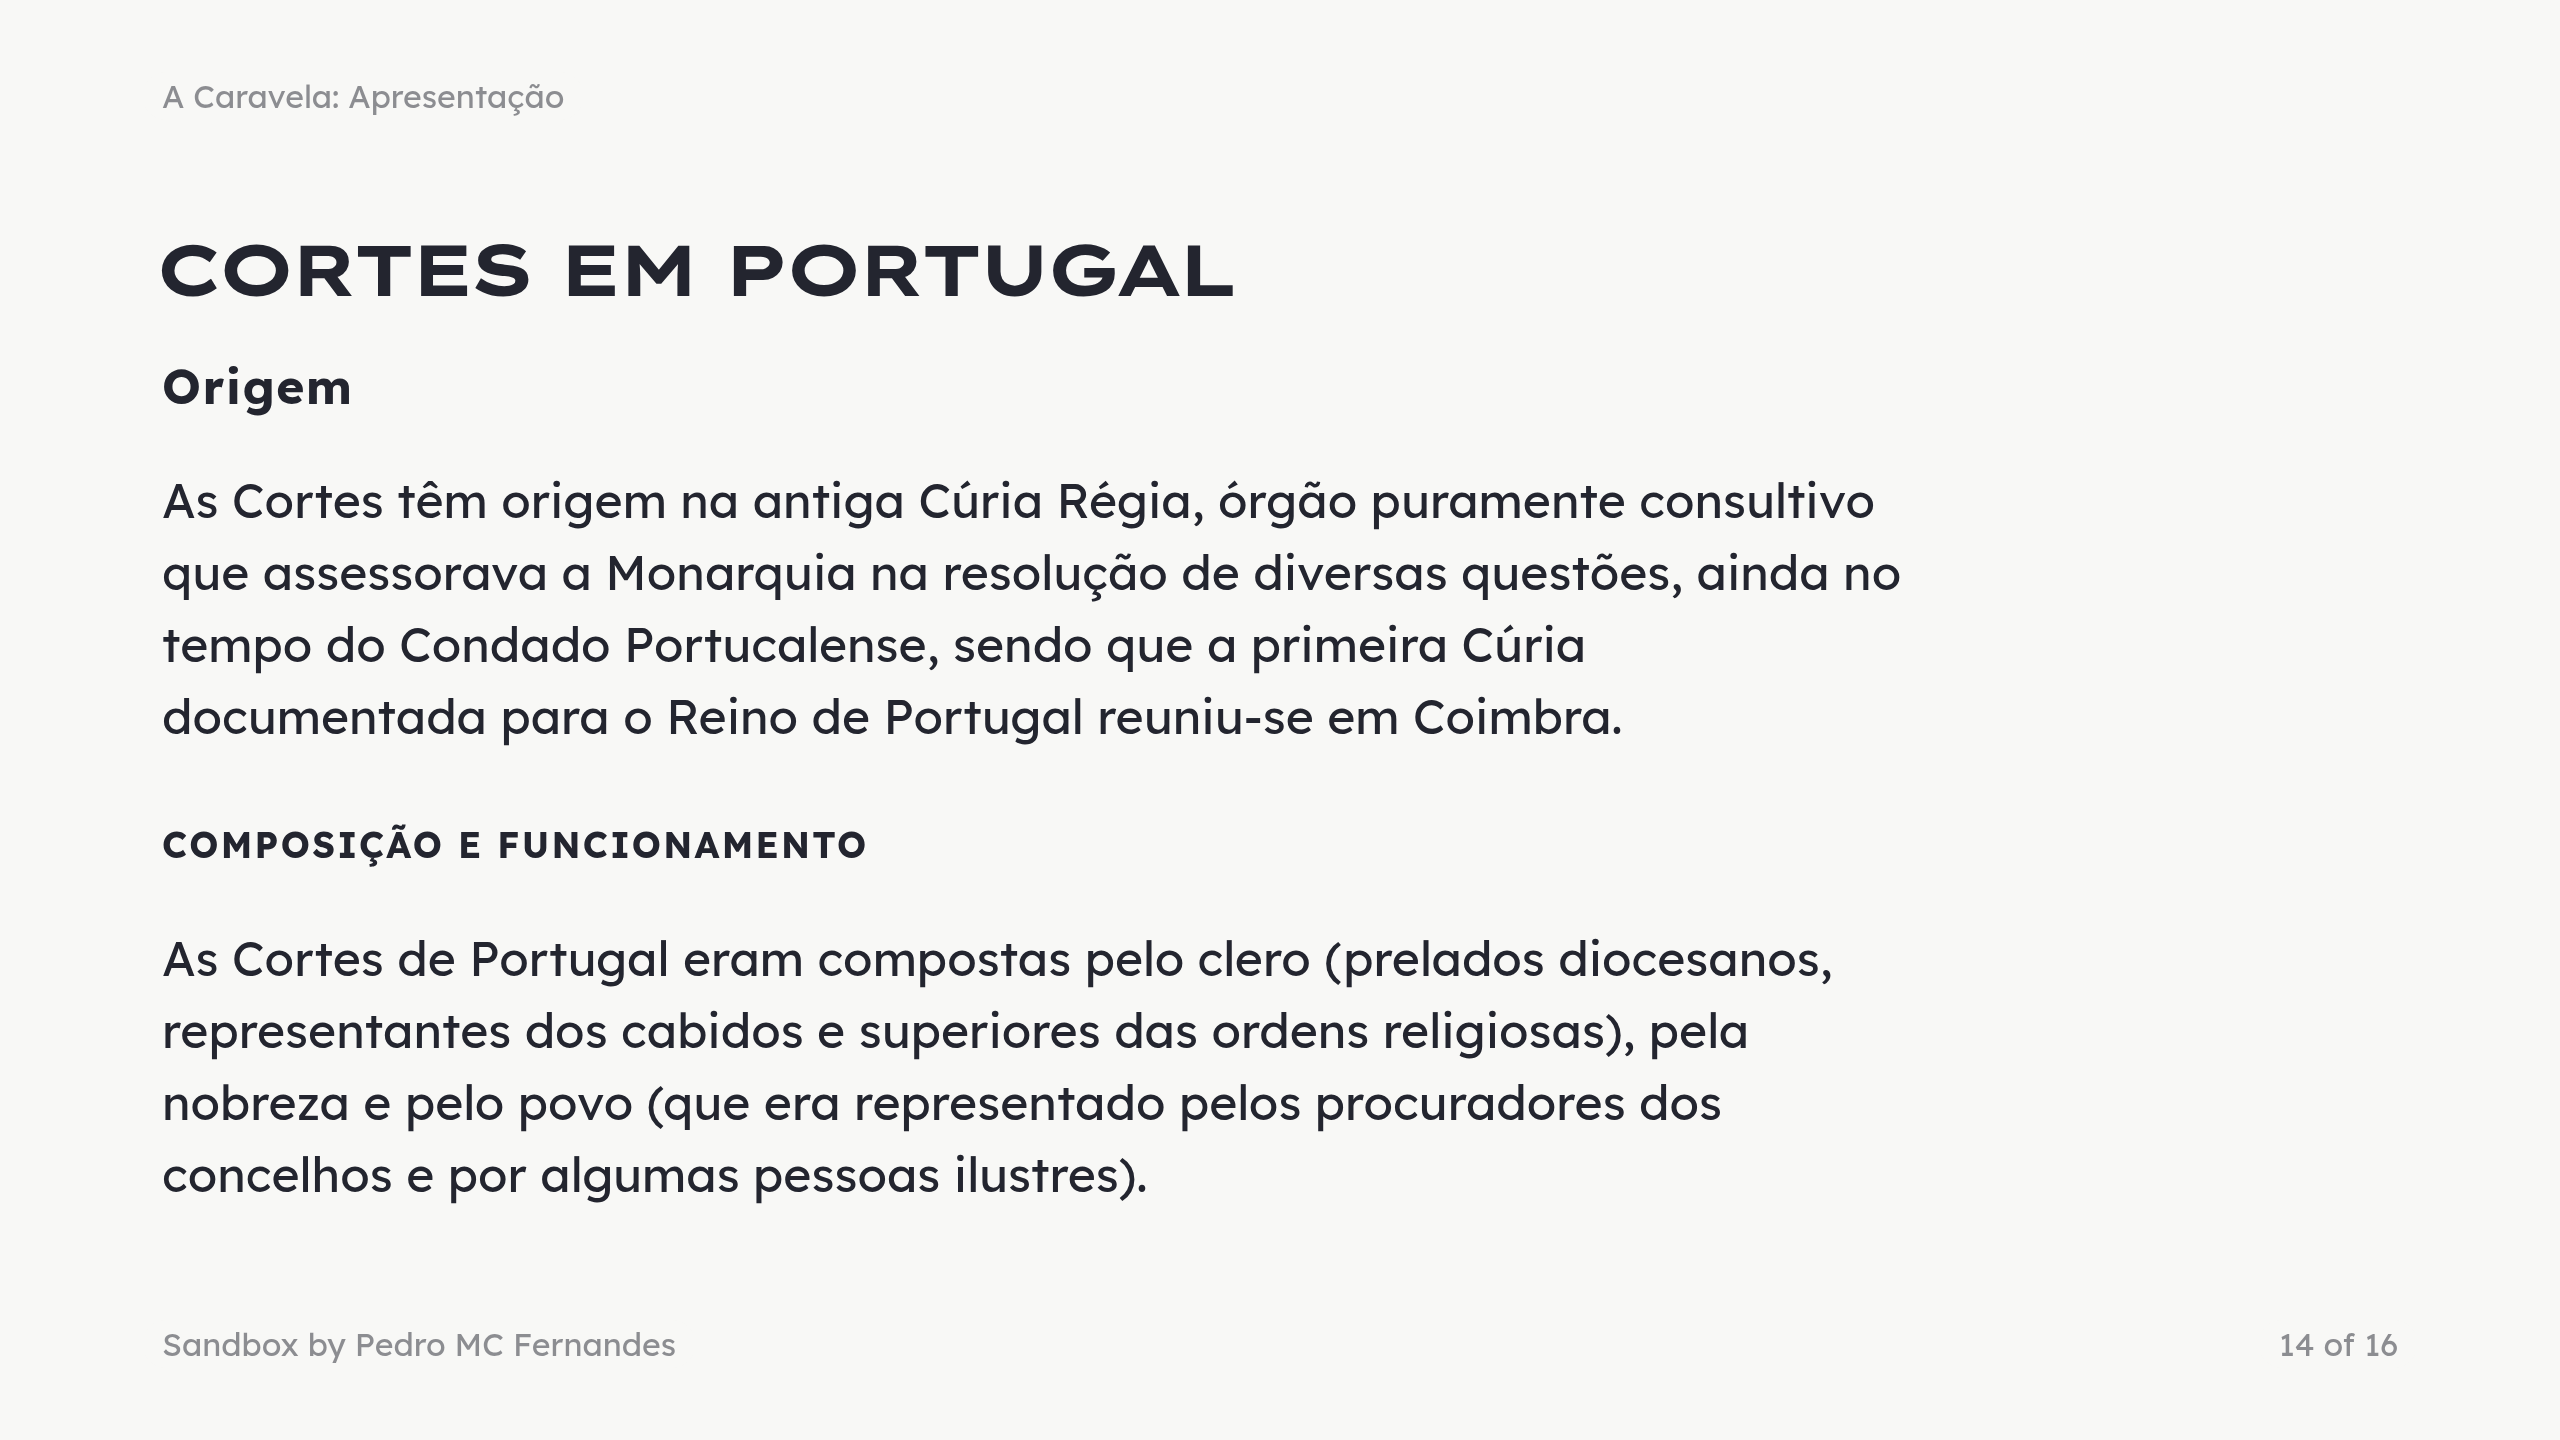 A Caravela: Apresentação
CORTES EM PORTUGAL
Origem
As Cortes têm origem na antiga Cúria Régia, órgão puramente consultivo
que assessorava a Monarquia na resolução de diversas questões, ainda no
tempo do Condado Portucalense, sendo que a primeira Cúria
documentada para o Reino de Portugal reuniu-se em Coimbra.
COMPOSIÇÃO E FUNCIONAMENTO
As Cortes de Portugal eram compostas pelo clero (prelados diocesanos,
representantes dos cabidos e superiores das ordens religiosas), pela
nobreza e pelo povo (que era representado pelos procuradores dos
concelhos e por algumas pessoas ilustres).
Sandbox by Pedro MC Fernandes
14 of 16